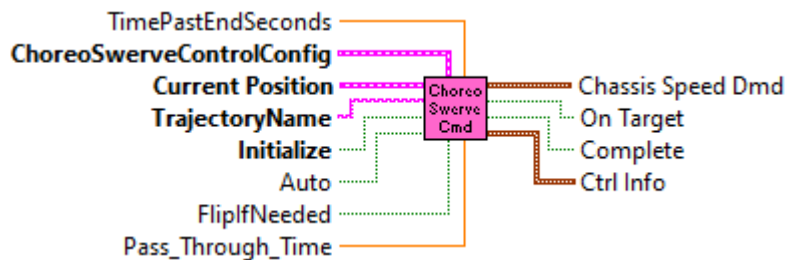 TimePastEndSeconds
ChoreoSwerveControlConfig
Current Position
TrajectoryName
Initialize
Auto
FlipIfNeeded
Pass_Through_Time
Choreo
Swerve
Cmd
Chassis Speed Dmd
On Target
Complete
Ctrl Info